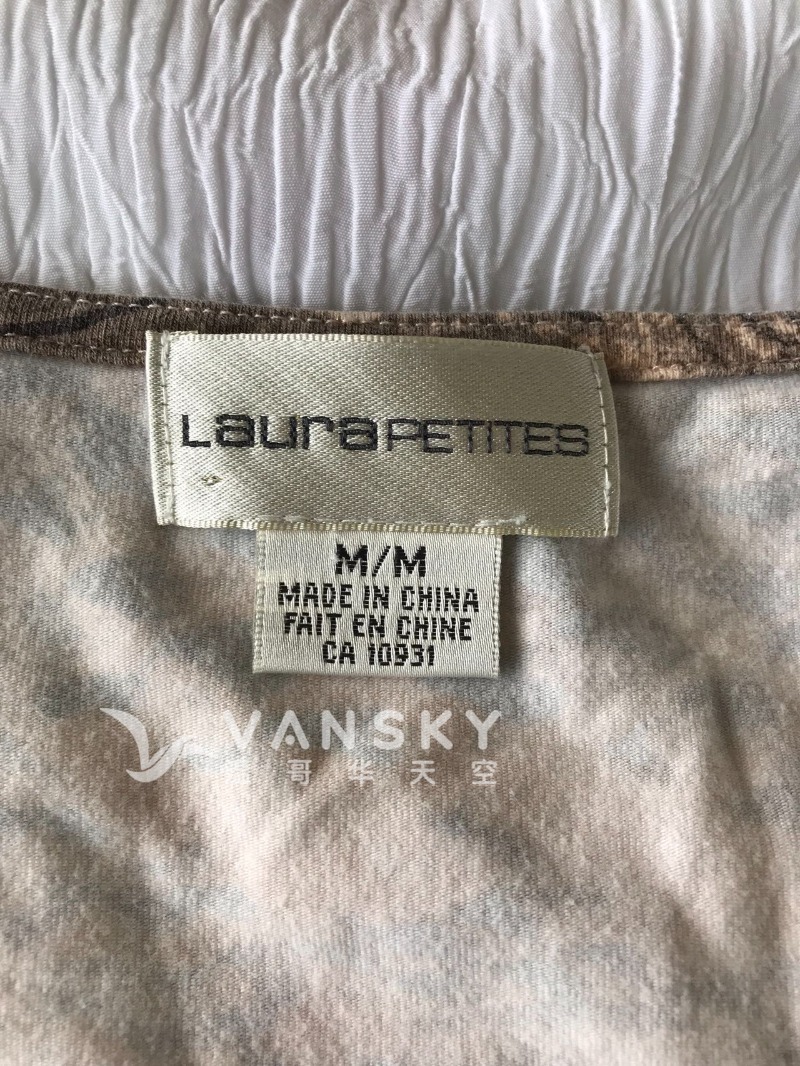 Laura PETITES
M/M
MADE IN CHINA
FAIT EN CHINE
CA 10931
VANSKY
哥华天空